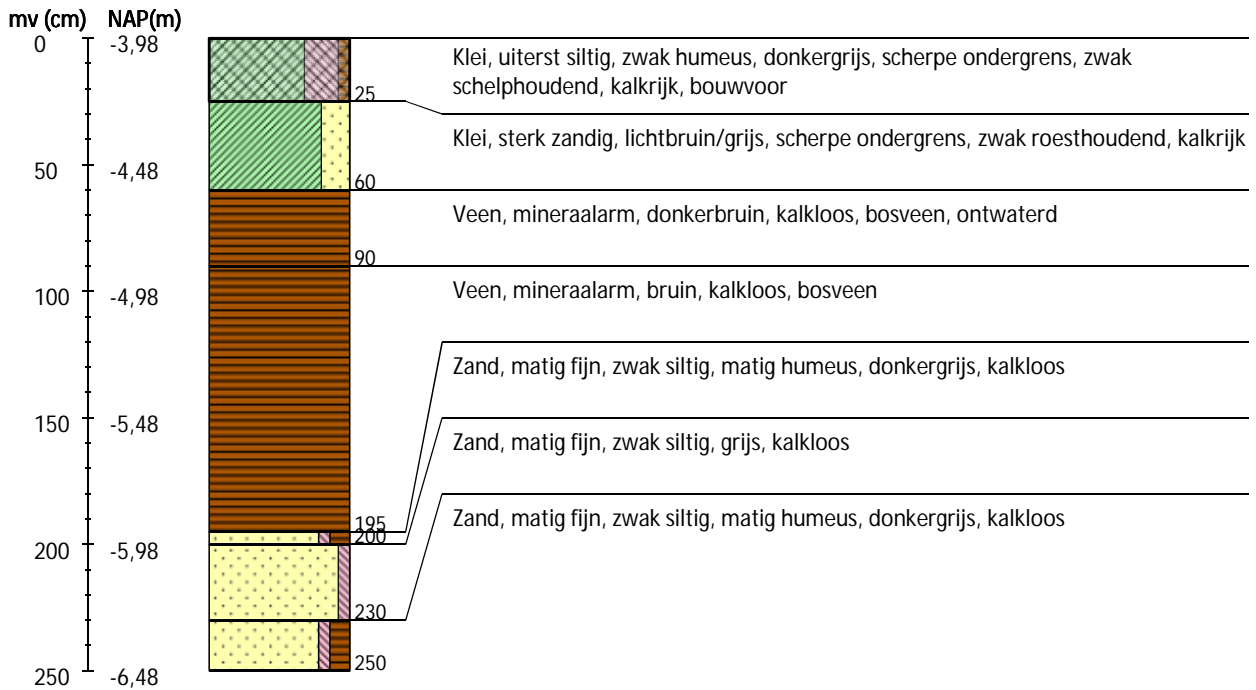 mv (cm) NAP(m)
0 -3,98
Klei, uiterst siltig, zwak humeus, donkergrijs, scherpe ondergrens, zwak
schelphoudend, kalkrijk, bouwvoor
25
Klei, sterk zandig, lichtbruin/grijs, scherpe ondergrens, zwak roesthoudend, kalkrijk
50 -4,48
60
Veen, mineraalarm, donkerbruin, kalkloos, bosveen, ontwaterd
90
100 -4,98
Veen, mineraalarm, bruin, kalkloos, bosveen
Zand, matig fijn, zwak siltig, matig humeus, donkergrijs, kalkloos
150 -5,48
Zand, matig fijn, zwak siltig, grijs, kalkloos
Zand, matig fijn, zwak siltig, matig humeus, donkergrijs, kalkloos
195
200
200 -5,98
230
250
250 -6,48